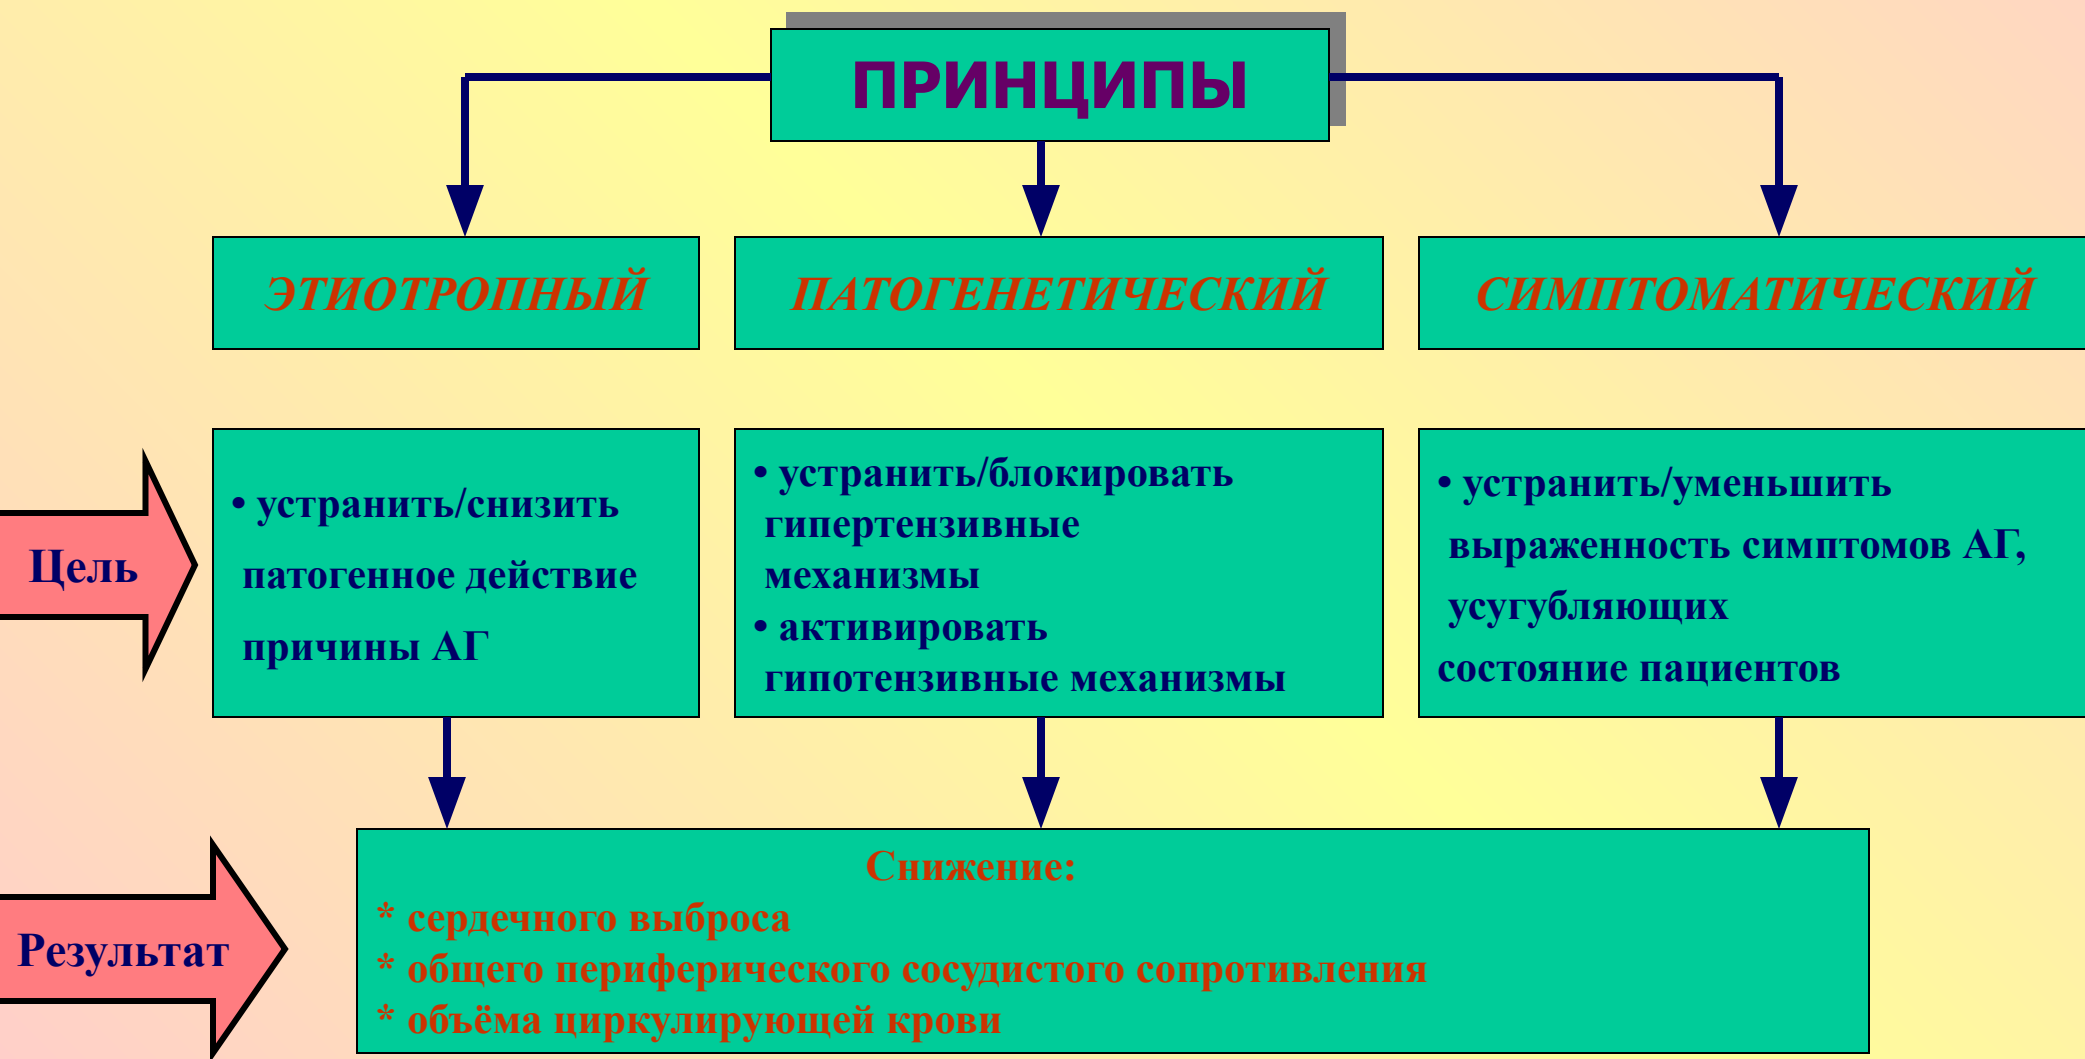 ПРИНЦИПЫ
ЭТИОТРОПНЫЙ
ПАТОГЕНЕТИЧЕСКИЙ
СИМПТОМАТИЧЕСКИЙ
Цель
• устранить/снизить
патогенное действие
причины АГ
• устранить/блокировать
гипертензивные
механизмы
• активировать
гипотензивные механизмы
• устранить/уменьшить
выраженность симптомов АГ,
усугубляющих
состояние пациентов
Результат
Снижение:
* сердечного выброса
* общего периферического сосудистого сопротивления
* объёма циркулирующей крови